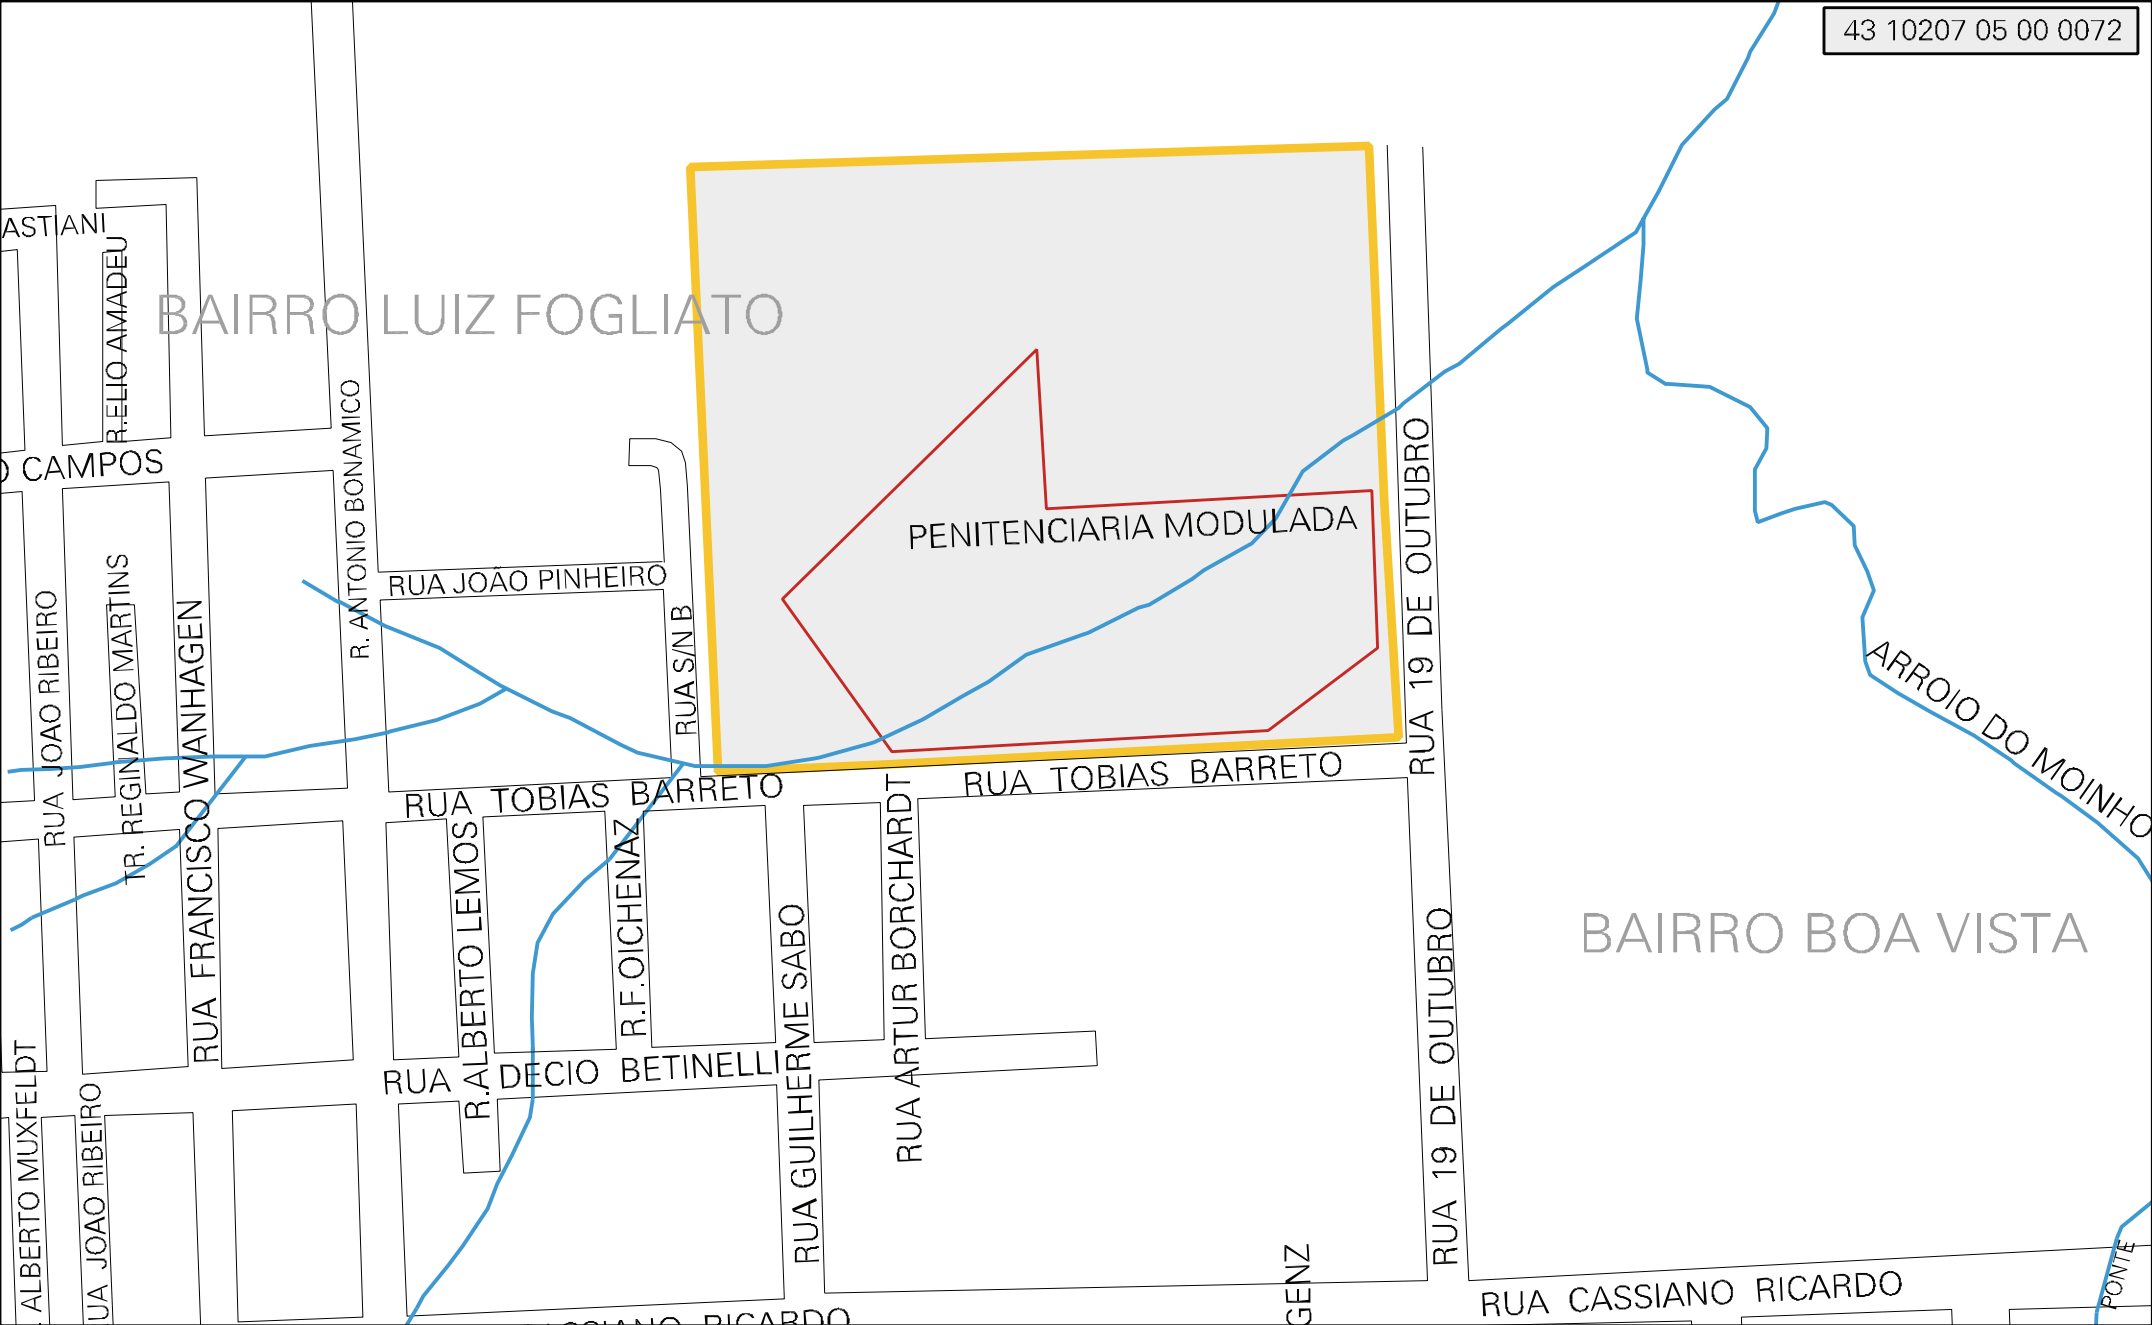 43 10207 05 00 0072
ASTIANI
R.ELIO AMADEU
BAIRRO LUIZ FOGLIATO
R. ANTONIO BONAMICO
O CAMPOS
RUA 19 DE OUTUBRO
PENITENCIARIA MODULADA
RUA JOÃO PINHEIRO
RUA S/N B
RUA JOAO RIBEIRO
TR. REGINALDO MARTINS
RUA FRANCISCO WANHAGEN
ARROIO DO MOINHO
RUA TOBIAS BARRETO
RUA TOBIAS BARRETO
R.ALBERTO LEMOS
R.F.OICHENAZ
RUA GUILHERME SABO
RUA ARTUR BORCHARDT
BAIRRO BOA VISTA
RUA 19 DE OUTUBRO
RUA DECIO BETINELLI
ALBERTO MUXFELDT
UA JOAO RIBEIRO
GENZ
PONTE
RUA CASSIANO RICARDO
ASSIANO RICARDO